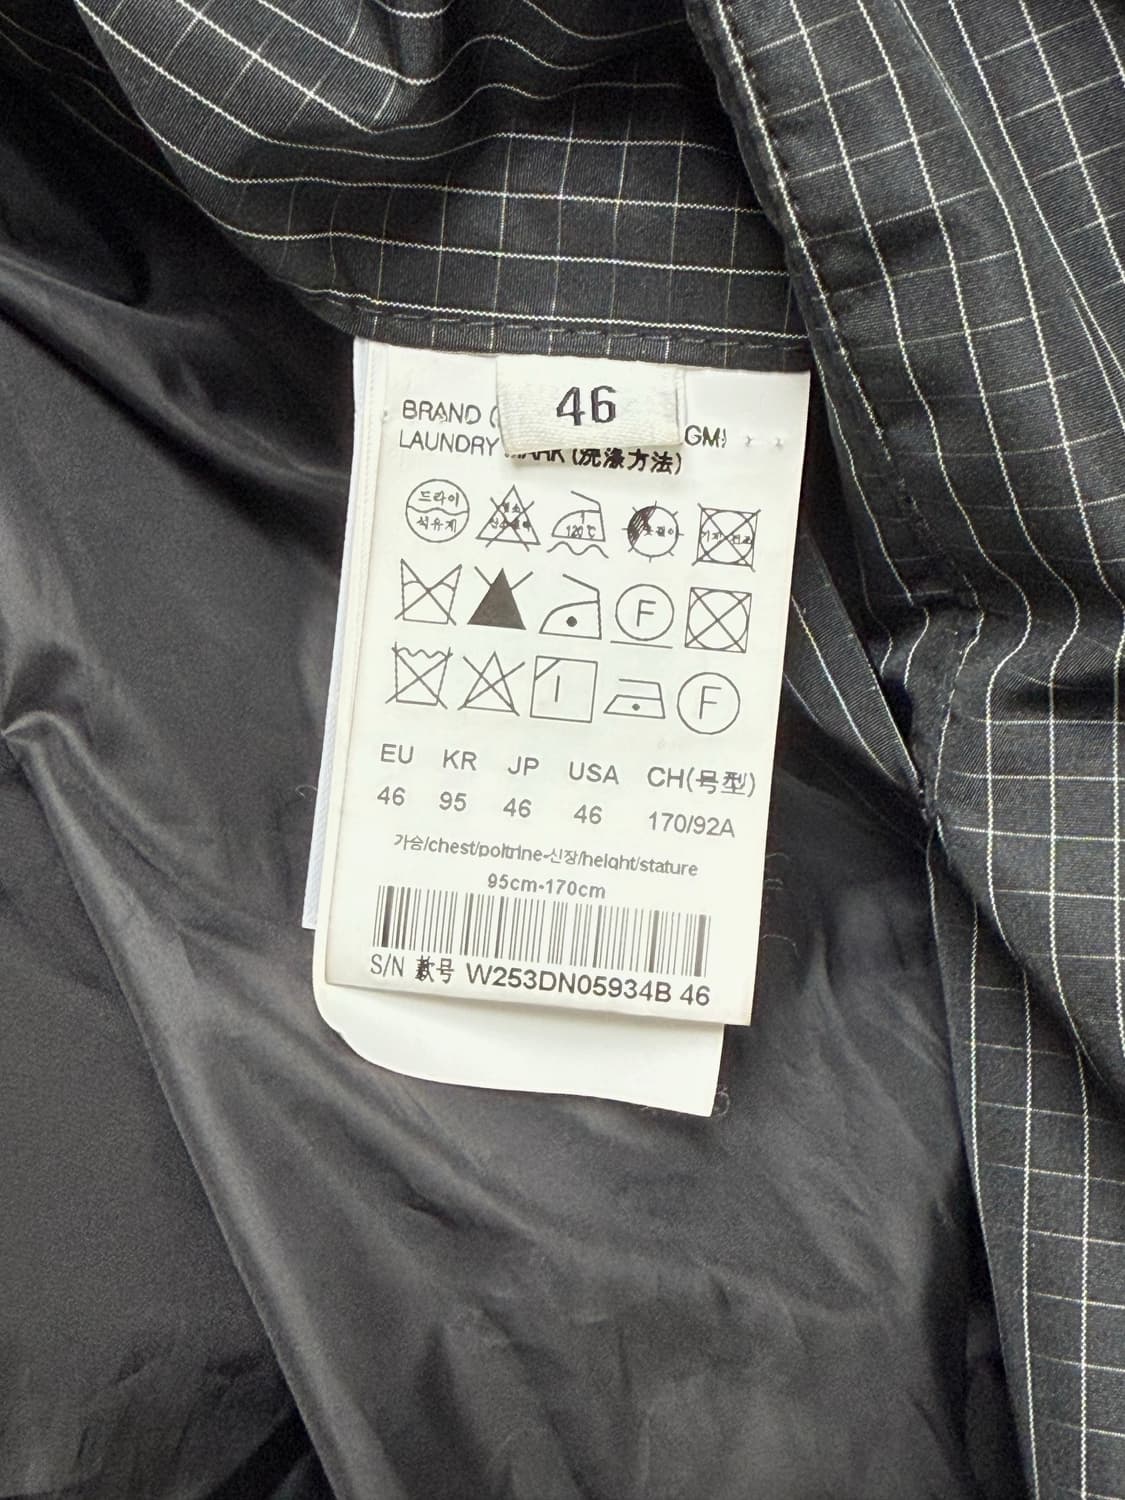 46
BRAND ( GM)
LAUNDRY MARK (洗涤方法)
드라이
석유계
120℃
F
F
EU KR JP USA CH(号型)
46 95 46 46 170/92A
가슴/chest/poitrine-신장/height/stature
95cm-170cm
S/N 款号 W253DN05934B 46